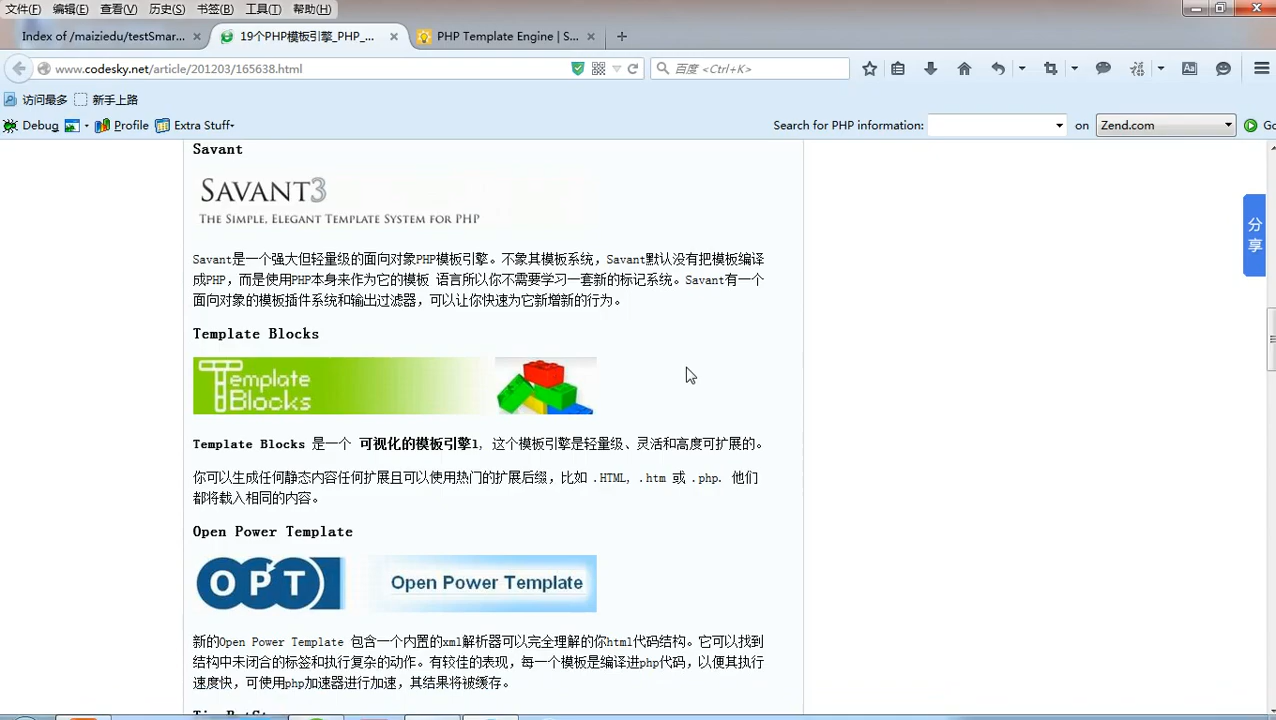 文件(F) 编辑(E) 查看(V) 历史(S) 书签(B) 工具(T) 帮助(H)
Index of /maiziedu/testSmar... × 19个PHP模板引擎_PHP_... × PHP Template Engine | S... × +
www.codesky.net/article/201203/165638.html 百度 <Ctrl+K>
访问最多 新手上路
Debug Profile Extra Stuff Search for PHP information: on Zend.com Go
Savant
SAVANT3
THE SIMPLE, ELEGANT TEMPLATE SYSTEM FOR PHP
Savant是一个强大但轻量级的面向对象PHP模板引擎。不象其模板系统，Savant默认没有把模板编译
成PHP，而是使用PHP本身来作为它的模板 语言所以你不需要学习一套新的标记系统。Savant有一个
面向对象的模板插件系统和输出过滤器，可以让你快速为它新增新的行为。
Template Blocks
Template
Blocks
Template Blocks 是一个 可视化的模板引擎l, 这个模板引擎是轻量级、灵活和高度可扩展的。
你可以生成任何静态内容任何扩展且可以使用热门的扩展后缀，比如 .HTML, .htm 或 .php. 他们
都将载入相同的内容。
Open Power Template
OPT Open Power Template
新的Open Power Template 包含一个内置的xml解析器可以完全理解的你html代码结构。它可以找到
结构中未闭合的标签和执行复杂的动作。有较佳的表现，每一个模板是编译进php代码，以便其执行
速度快，可使用php加速器进行加速，其结果将被缓存。
分
享